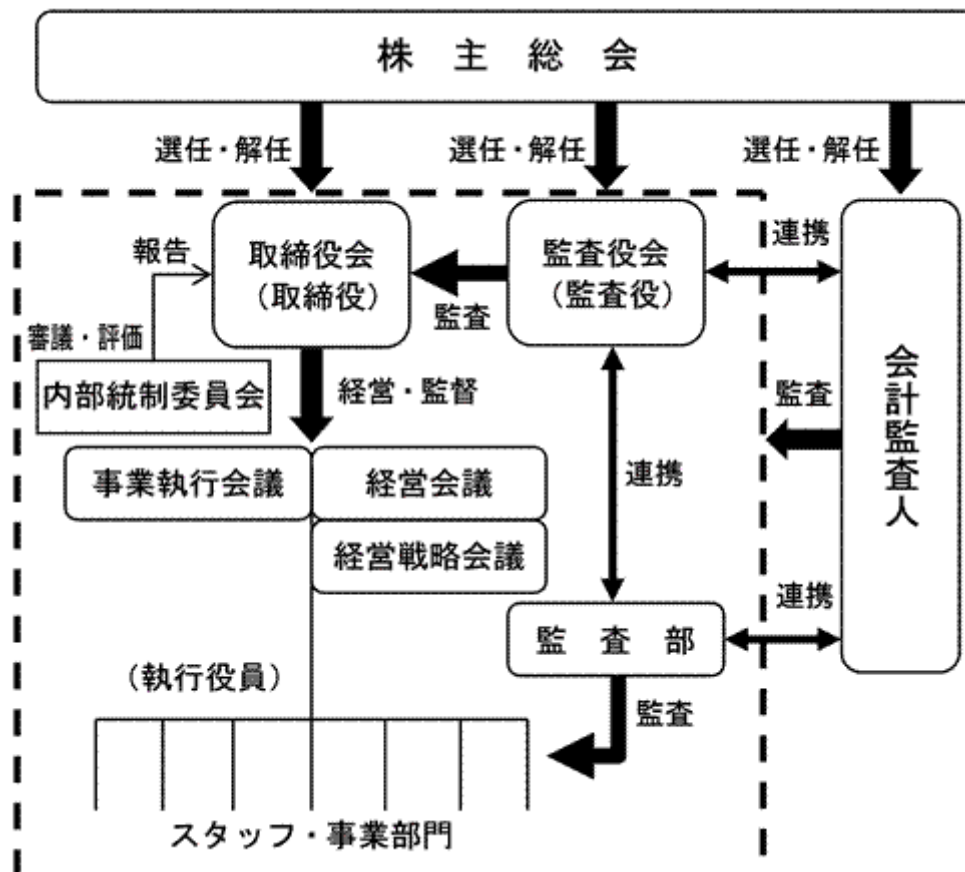 株主総会
選任・解任
選任・解任
選任・解任
報告
取締役会
（取締役）
監査
監査役会
（監査役）
連携
審議・評価
内部統制委員会
経営・監督
会計監査人
監査
事業執行会議
経営会議
連携
経営戦略会議
連携
監査部
（執行役員）
監査
スタッフ・事業部門